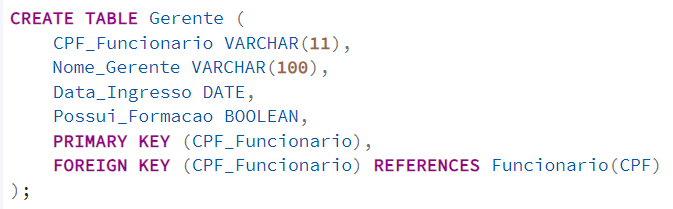 CREATE TABLE Gerente (
    CPF_Funcionario VARCHAR(11),
    Nome_Gerente VARCHAR(100),
    Data_Ingresso DATE,
    Possui_Formacao BOOLEAN,
    PRIMARY KEY (CPF_Funcionario),
    FOREIGN KEY (CPF_Funcionario) REFERENCES Funcionario(CPF)
);